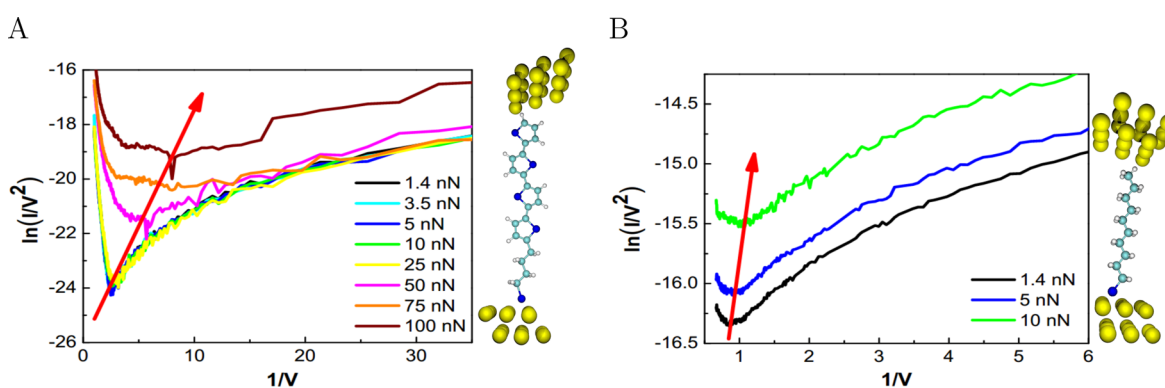 A
ln(I/V²)
-16
-18
-20
-22
-24
-26
0
10
20
30
1/V
1.4 nN
3.5 nN
5 nN
10 nN
25 nN
50 nN
75 nN
100 nN
B
ln(I/V²)
-14.5
-15.0
-15.5
-16.0
-16.5
1
2
3
4
5
6
1/V
1.4 nN
5 nN
10 nN